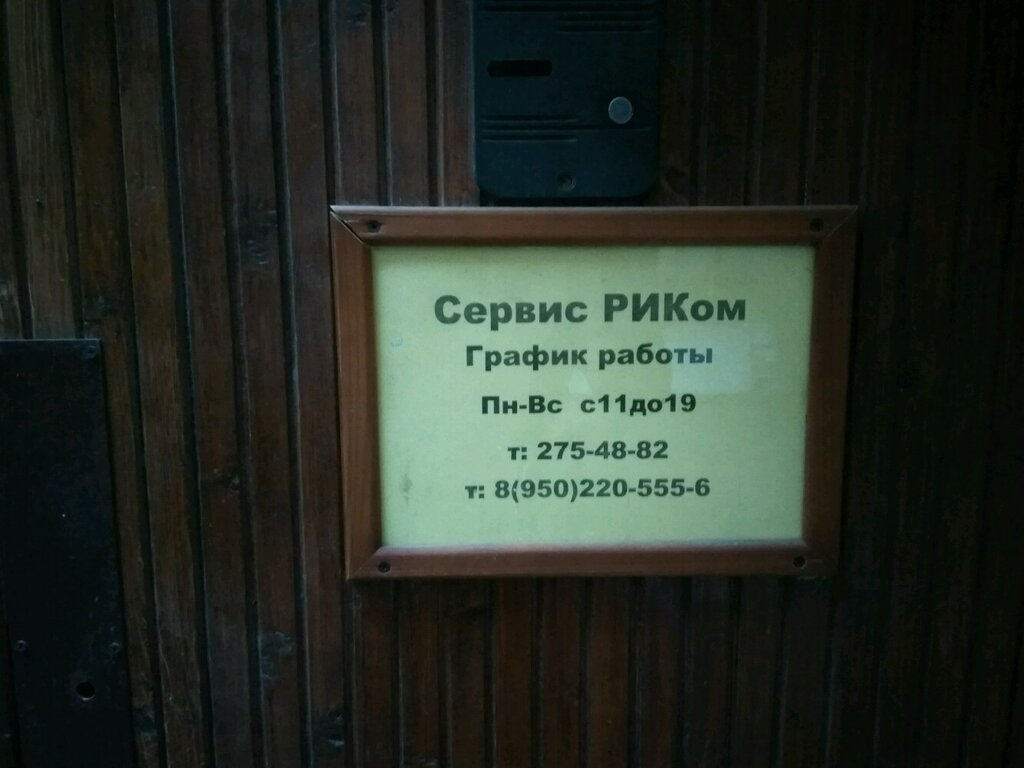 Сервис РИКом
График работы
Пн-Вс с11до19
т: 275-48-82
т: 8(950)220-555-6